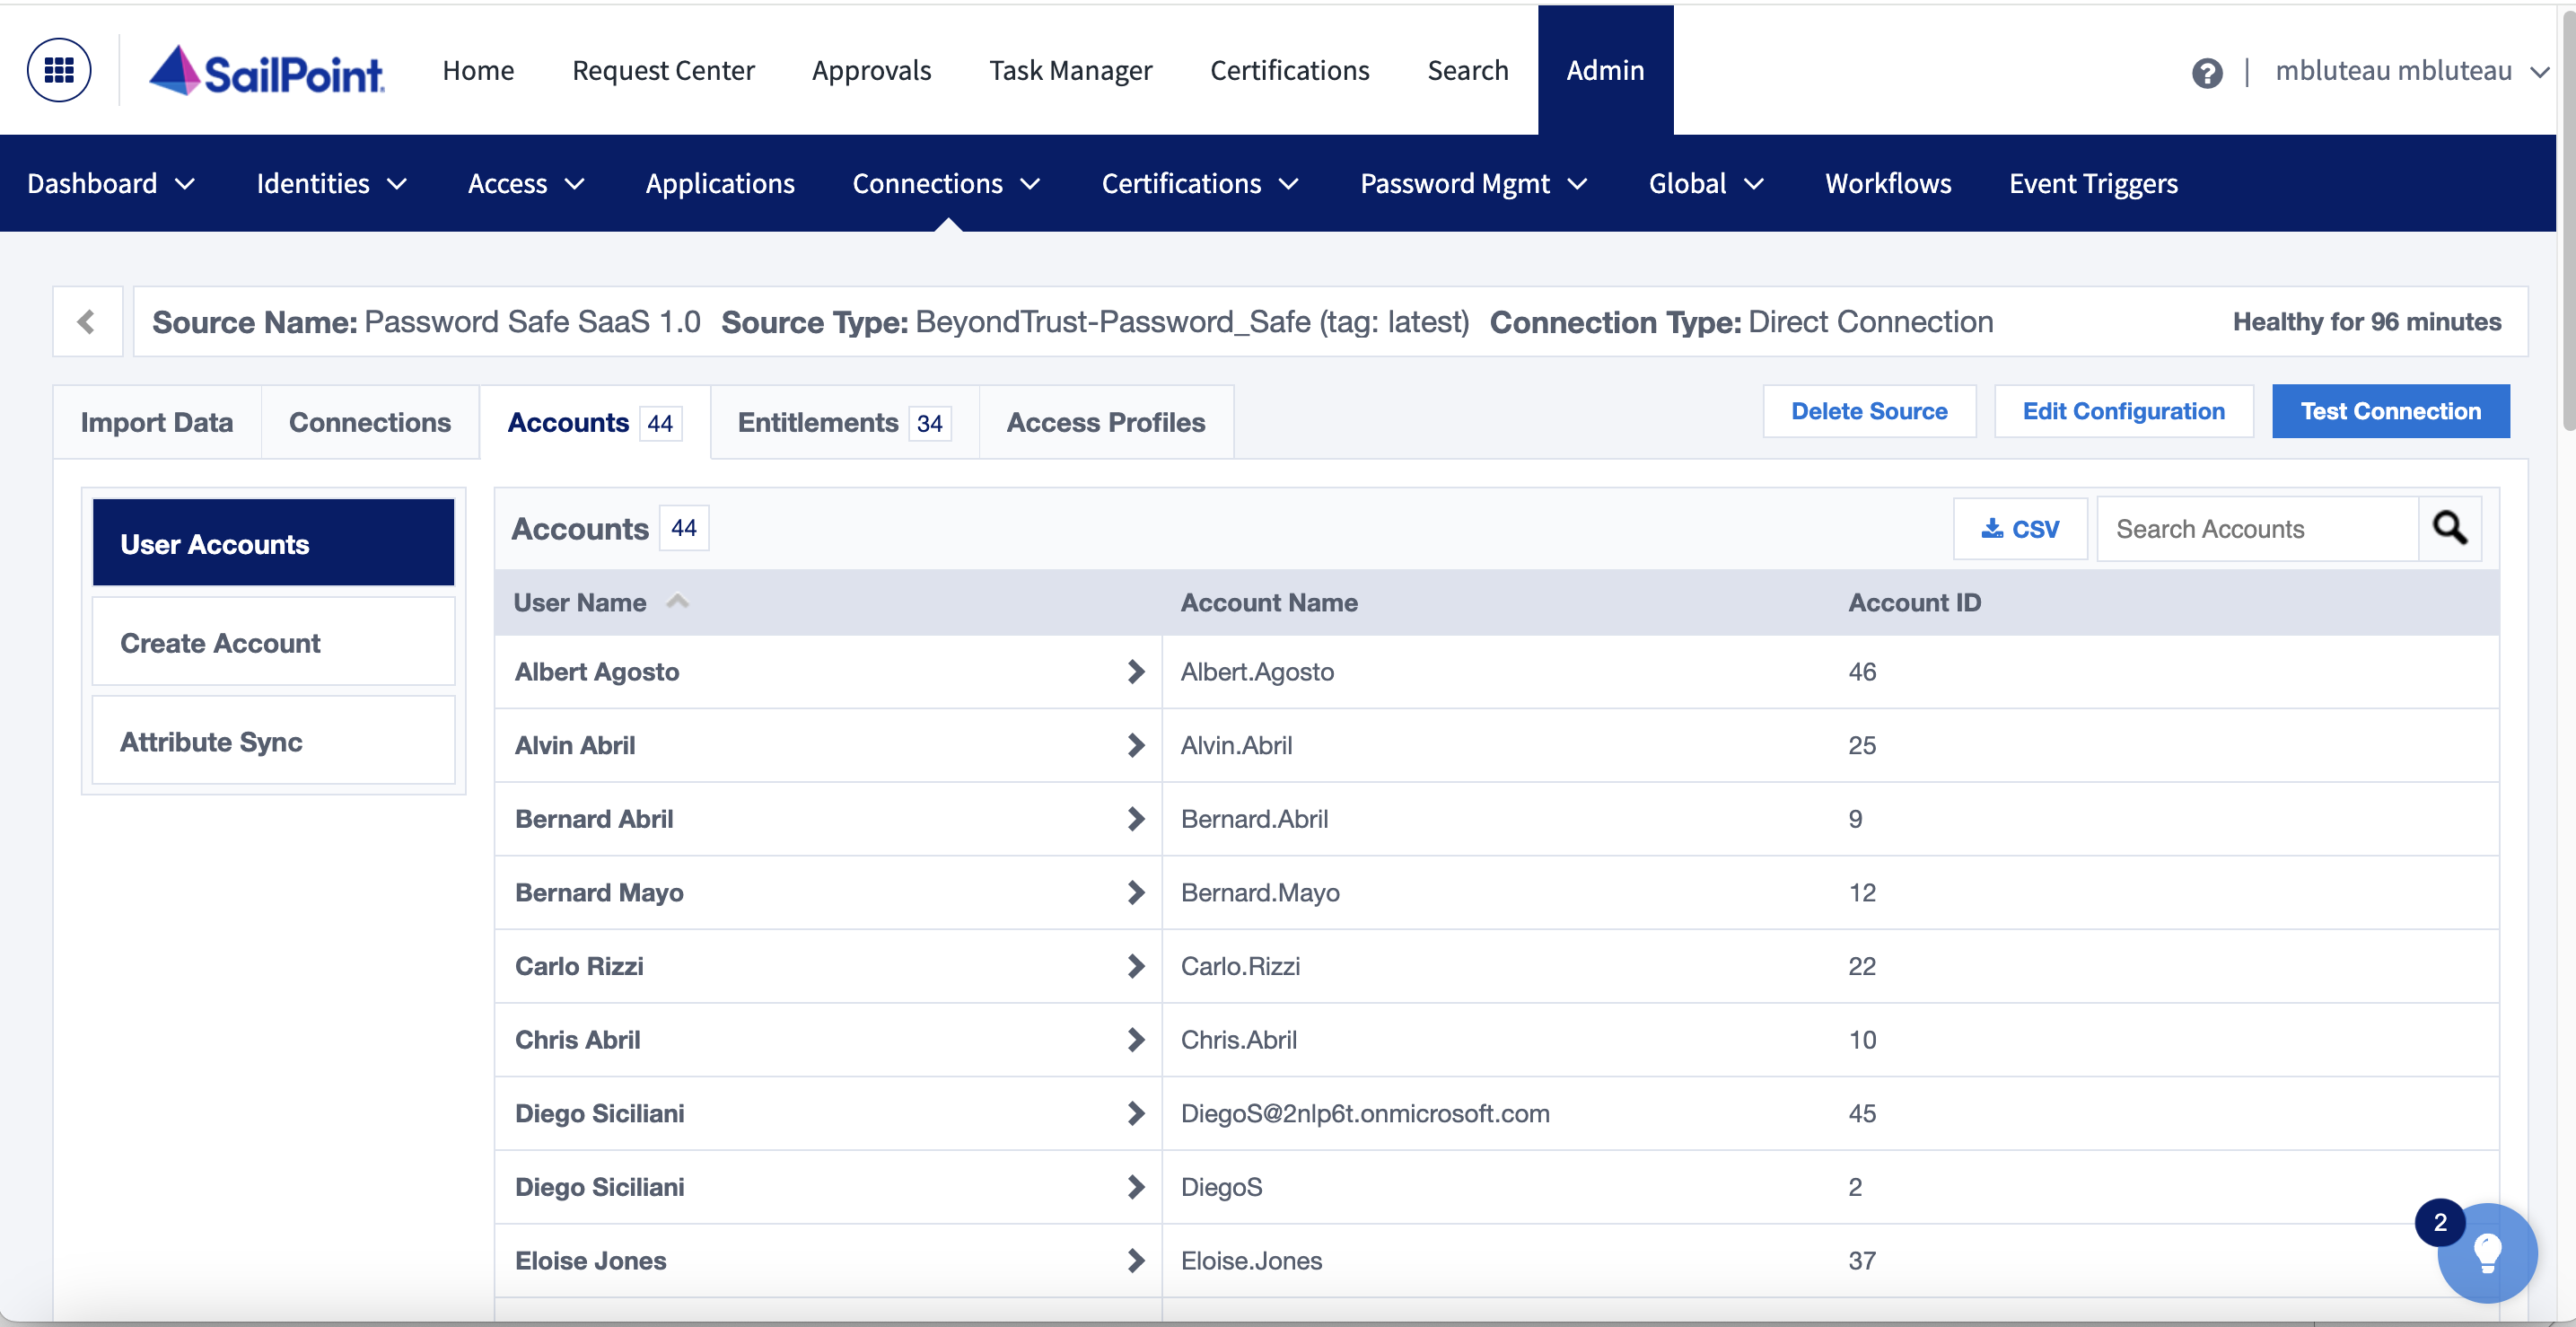 SailPoint. Home Request Center Approvals Task Manager Certifications Search Admin ? | mbluteau mbluteau
Dashboard Identities Access Applications Connections Certifications Password Mgmt Global Workflows Event Triggers
Source Name: Password Safe SaaS 1.0 Source Type: BeyondTrust-Password_Safe (tag: latest) Connection Type: Direct Connection Healthy for 96 minutes
Import Data Connections Accounts 44 Entitlements 34 Access Profiles Delete Source Edit Configuration Test Connection
User Accounts
Create Account
Attribute Sync
Accounts 44 CSV Search Accounts
User Name Account Name Account ID
Albert Agosto Albert.Agosto 46
Alvin Abril Alvin.Abril 25
Bernard Abril Bernard.Abril 9
Bernard Mayo Bernard.Mayo 12
Carlo Rizzi Carlo.Rizzi 22
Chris Abril Chris.Abril 10
Diego Siciliani DiegoS@2nlp6t.onmicrosoft.com 45
Diego Siciliani DiegoS 2
Eloise Jones Eloise.Jones 37
2